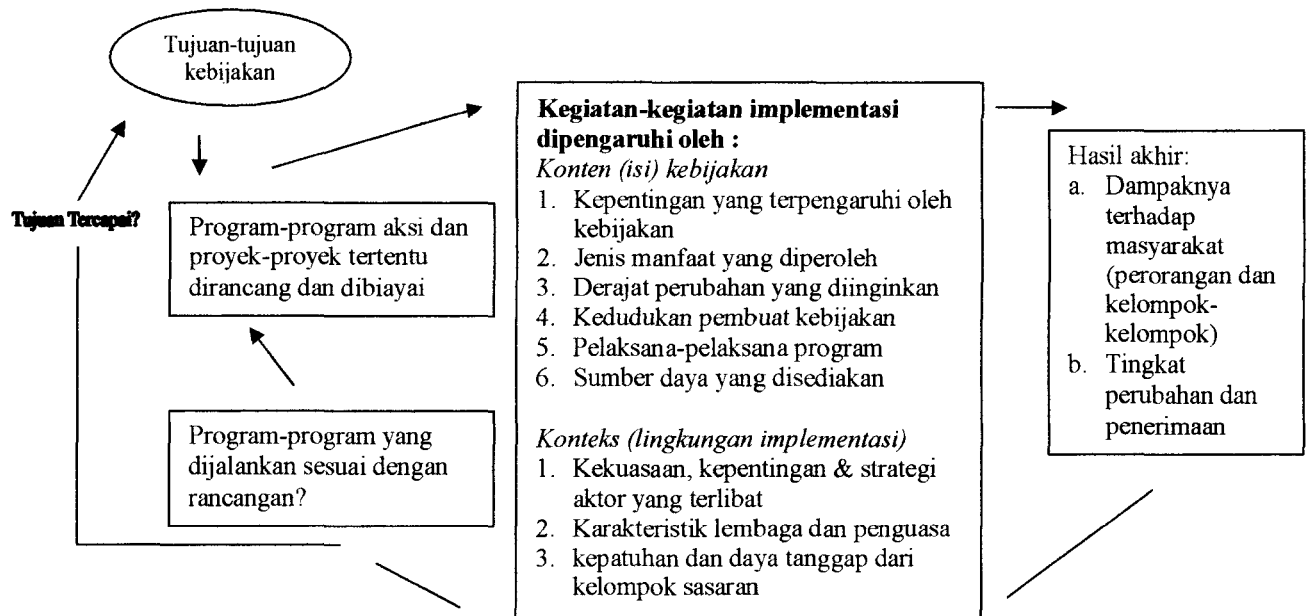 Tujuan-tujuan
kebijakan
Tujuan Tercapai?
Program-program aksi dan
proyek-proyek tertentu
dirancang dan dibiayai
Program-program yang
dijalankan sesuai dengan
rancangan?
Kegiatan-kegiatan implementasi
dipengaruhi oleh :
Konten (isi) kebijakan
1. Kepentingan yang terpengaruhi oleh
kebijakan
2. Jenis manfaat yang diperoleh
3. Derajat perubahan yang diinginkan
4. Kedudukan pembuat kebijakan
5. Pelaksana-pelaksana program
6. Sumber daya yang disediakan
Konteks (lingkungan implementasi)
1. Kekuasaan, kepentingan & strategi
aktor yang terlibat
2. Karakteristik lembaga dan penguasa
3. kepatuhan dan daya tanggap dari
kelompok sasaran
Hasil akhir:
a. Dampaknya
terhadap
masyarakat
(perorangan dan
kelompok-
kelompok)
b. Tingkat
perubahan dan
penerimaan